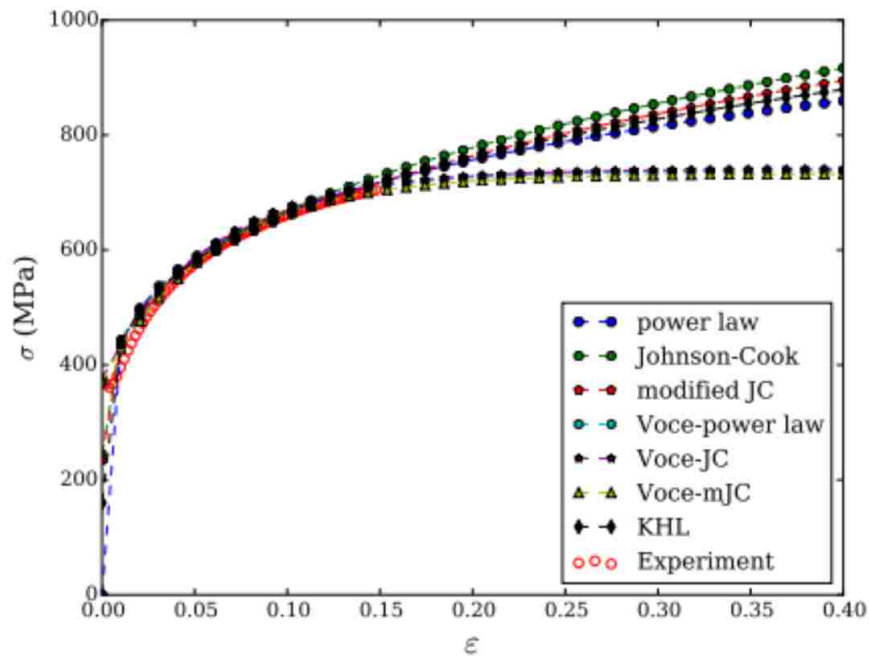 1000
800
600
400
200
0
σ (MPa)
0.00 0.05 0.10 0.15 0.20 0.25 0.30 0.35 0.40
ε
power law
Johnson-Cook
modified JC
Voce-power law
Voce-JC
Voce-mJC
KHL
Experiment